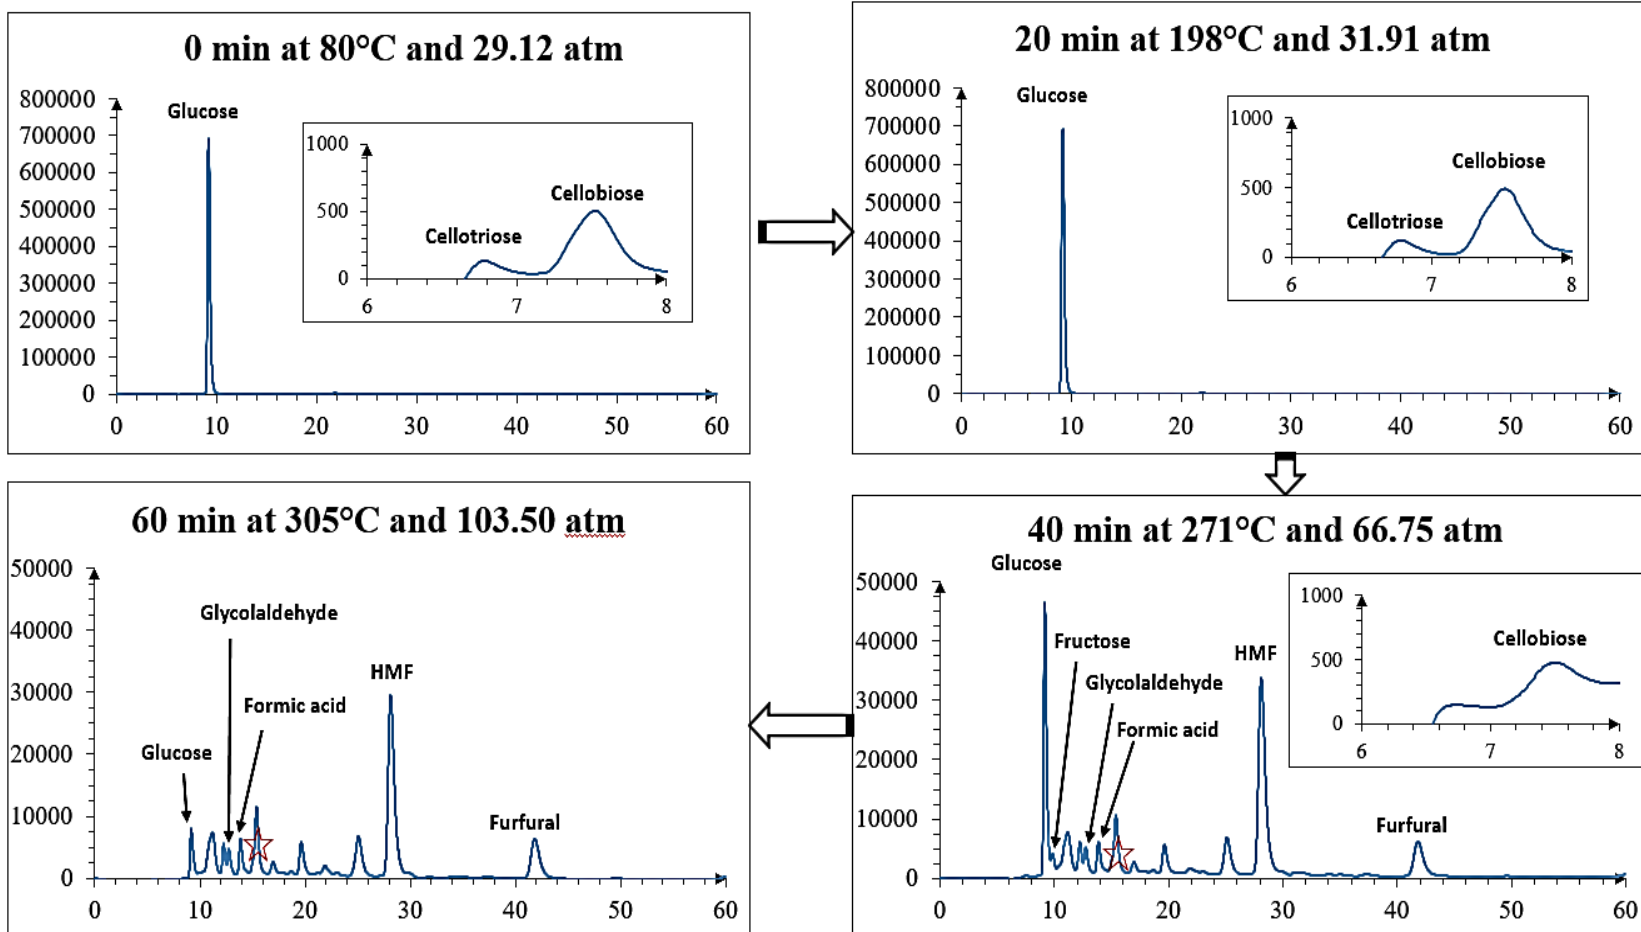 0 min at 80°C and 29.12 atm
800000
700000
600000
500000
400000
300000
200000
100000
0
Glucose
0 10 20 30 40 50 60
1000
500
0
Cellotriose
Cellobiose
6 7 8
20 min at 198°C and 31.91 atm
800000
700000
600000
500000
400000
300000
200000
100000
0
Glucose
0 10 20 30 40 50 60
1000
500
0
Cellobiose
Cellotriose
6 7 8
60 min at 305°C and 103.50 atm
50000
40000
30000
20000
10000
0
Glycolaldehyde
HMF
Formic acid
Glucose
Furfural
0 10 20 30 40 50 60
40 min at 271°C and 66.75 atm
Glucose
50000
40000
30000
20000
10000
0
Fructose
HMF
Glycolaldehyde
Formic acid
Furfural
0 10 20 30 40 50 60
1000
500
0
Cellobiose
6 7 8